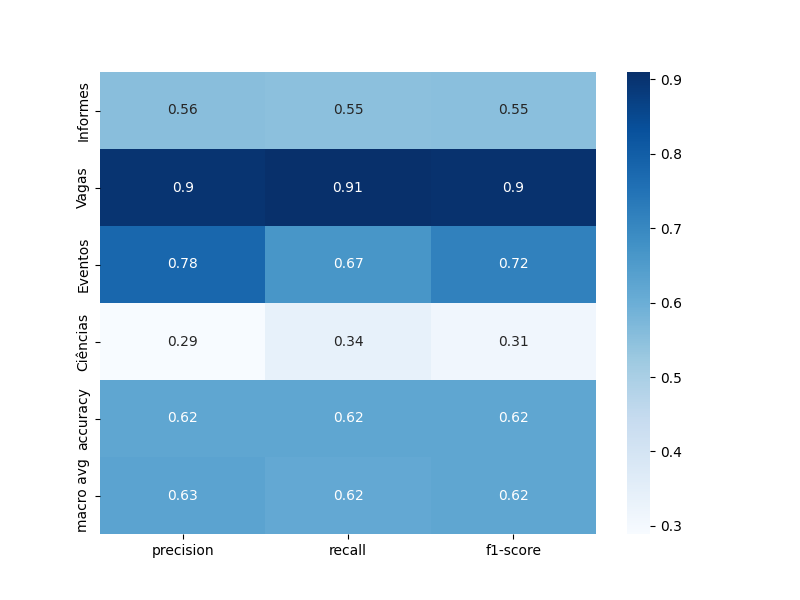 Informes 0.56 0.55 0.55
Vagas 0.9 0.91 0.9
Eventos 0.78 0.67 0.72
Ciências 0.29 0.34 0.31
accuracy 0.62 0.62 0.62
macro avg 0.63 0.62 0.62
precision recall f1-score
0.9
0.8
0.7
0.6
0.5
0.4
0.3